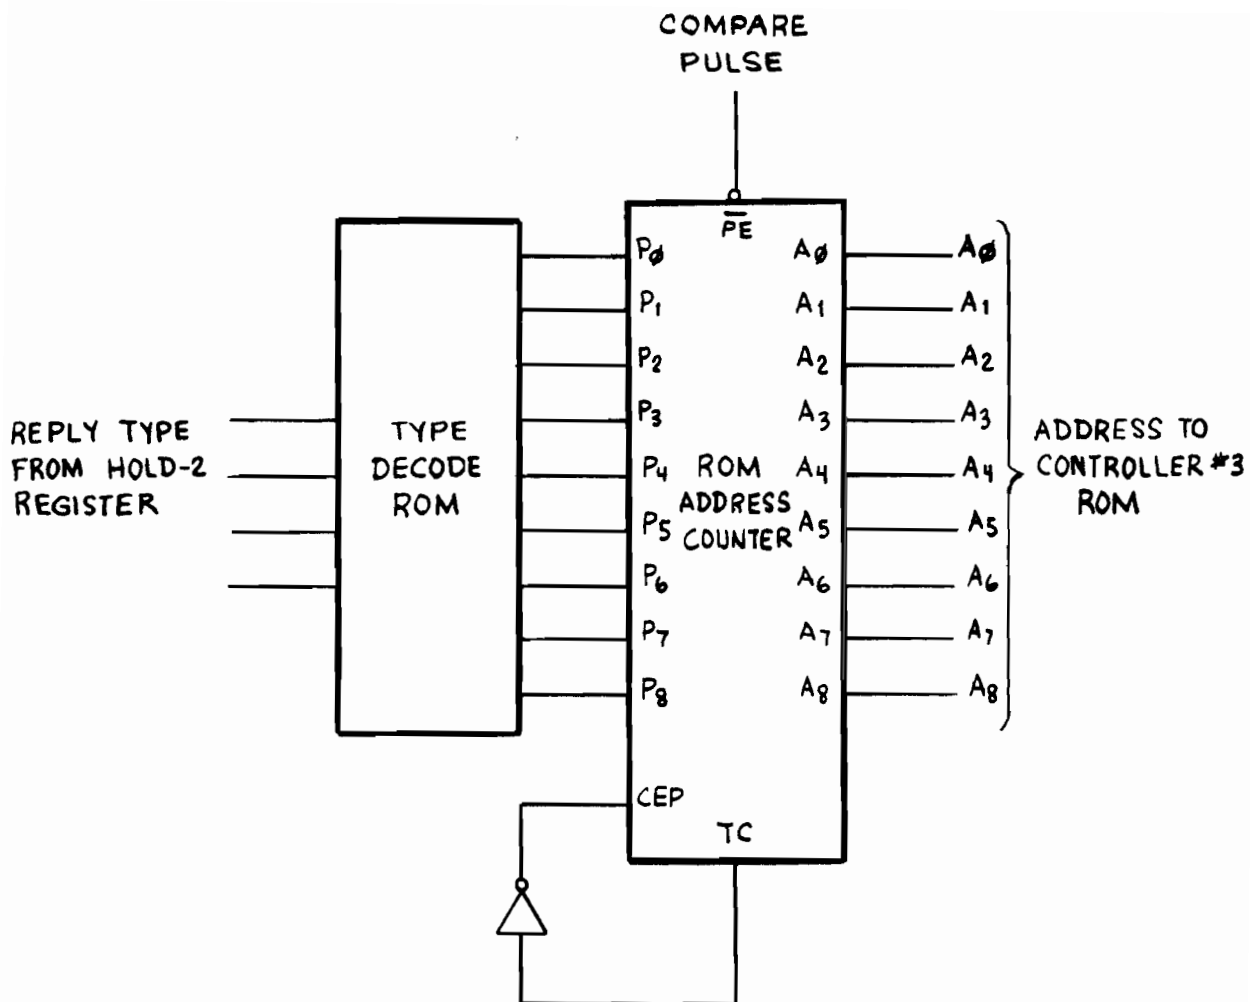 COMPARE
PULSE
PE
REPLY TYPE
FROM HOLD-2
REGISTER
TYPE
DECODE
ROM
PØ
P1
P2
P3
P4
P5
P6
P7
P8
ROM
ADDRESS
COUNTER
AØ
A1
A2
A3
A4
A5
A6
A7
A8
AØ
A1
A2
A3
A4
A5
A6
A7
A8
ADDRESS TO
CONTROLLER #3
ROM
CEP
TC